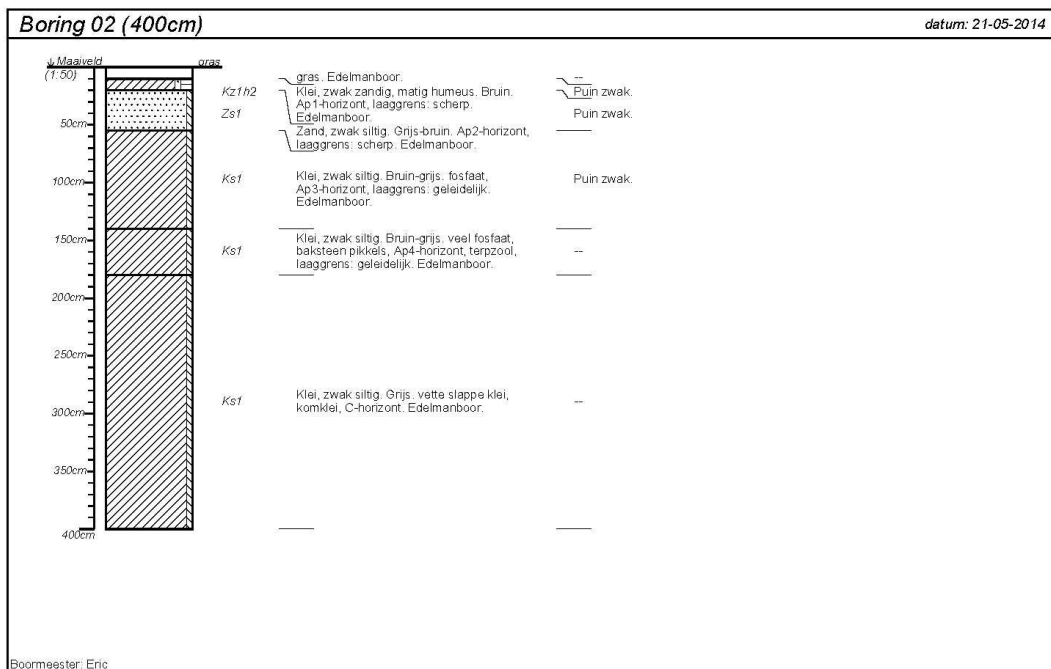 Boring 02 (400cm)
datum: 21-05-2014
↓ Maaiveld
gras
(1:50)
gras. Edelmanboor.
--
Kz1h2
Klei, zwak zandig, matig humeus. Bruin.
Ap1-horizont, laaggrens: scherp.
Edelmanboor.
Puin zwak.
Zs1
Zand, zwak siltig. Grijs-bruin. Ap2-horizont,
laaggrens: scherp. Edelmanboor.
Puin zwak.
50cm
Ks1
Klei, zwak siltig. Bruin-grijs. fosfaat,
Ap3-horizont, laaggrens: geleidelijk.
Edelmanboor.
Puin zwak.
100cm
150cm
Ks1
Klei, zwak siltig. Bruin-grijs. veel fosfaat,
baksteen pikkels, Ap4-horizont, terpzool,
laaggrens: geleidelijk. Edelmanboor.
--
200cm
250cm
Ks1
Klei, zwak siltig. Grijs. vette slappe klei,
komklei, C-horizont. Edelmanboor.
--
300cm
350cm
400cm
Boormeester: Eric